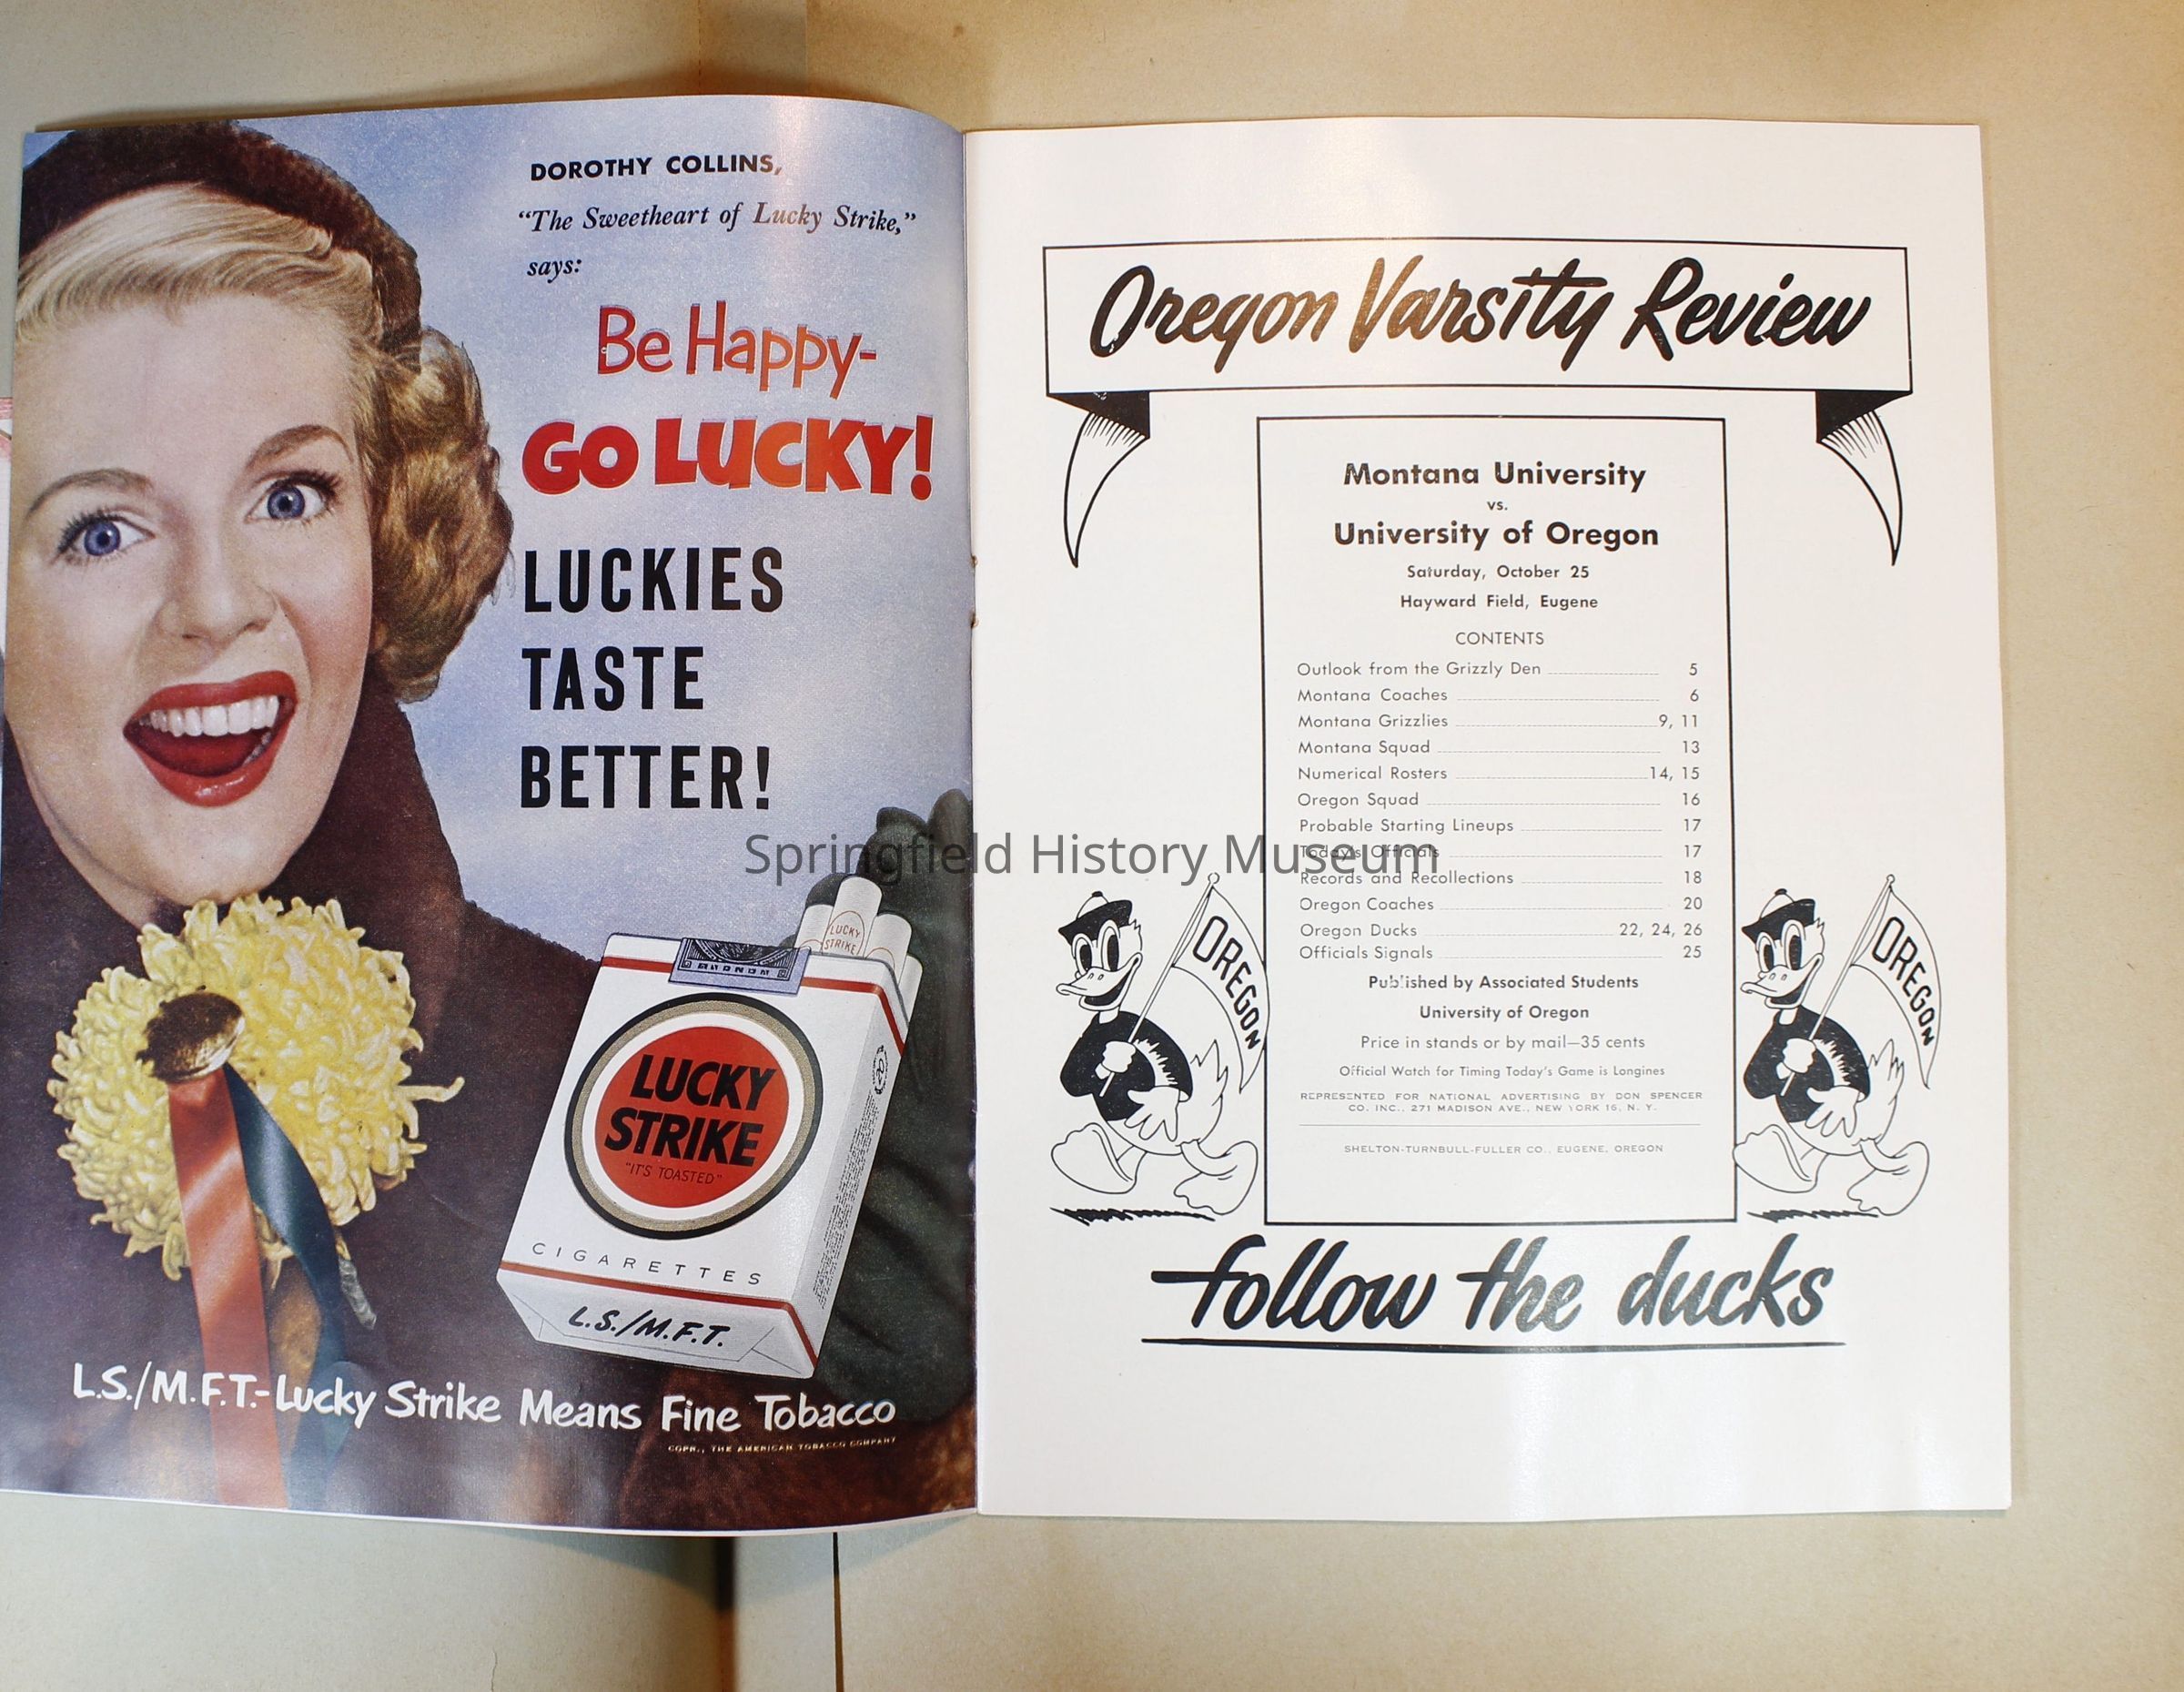 DOROTHY COLLINS,
“The Sweetheart of Lucky Strike,”
says:
Be Happy-
GO LUCKY!
LUCKIES
TASTE
BETTER!
LUCKY
STRIKE
LUCKY
STRIKE
"IT'S TOASTED"
CIGARETTES
L.S./M.F.T.
L.S./M.F.T.-Lucky Strike Means Fine Tobacco
COPR., THE AMERICAN TOBACCO COMPANY
Oregon Varsity Review
Montana University
vs.
University of Oregon
Saturday, October 25
Hayward Field, Eugene
CONTENTS
Outlook from the Grizzly Den 5
Montana Coaches 6
Montana Grizzlies 9, 11
Montana Squad 13
Numerical Rosters 14, 15
Oregon Squad 16
Probable Starting Lineups 17
Today's Officials 17
Records and Recollections 18
Oregon Coaches 20
Oregon Ducks 22, 24, 26
Officials Signals 25
Published by Associated Students
University of Oregon
Price in stands or by mail—35 cents
Official Watch for Timing Today's Game is Longines
REPRESENTED FOR NATIONAL ADVERTISING BY DON SPENCER
CO. INC., 271 MADISON AVE., NEW YORK 16, N. Y.
SHELTON-TURNBULL-FULLER CO., EUGENE, OREGON
OREGON
OREGON
follow the ducks
Springfield History Museum